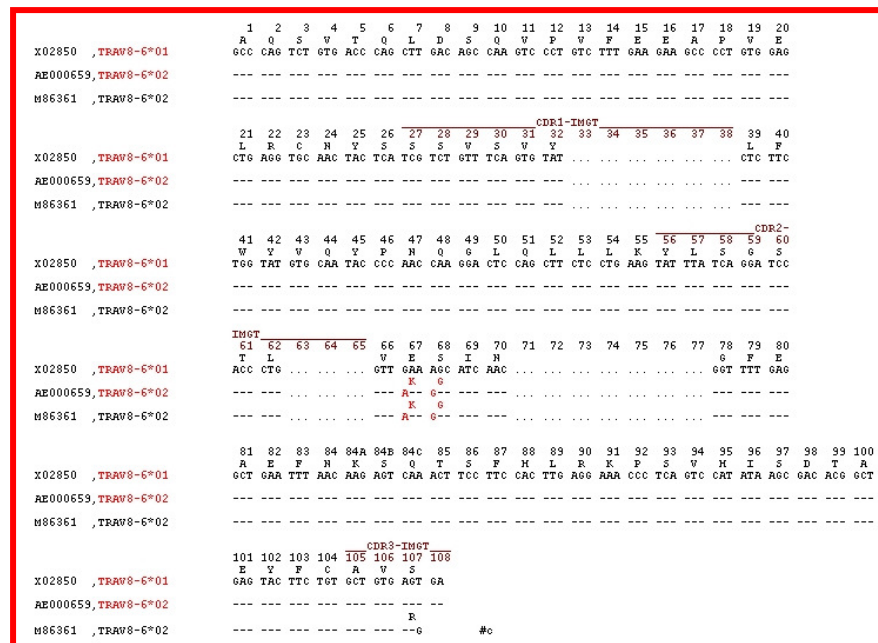 1 2 3 4 5 6 7 8 9 10 11 12 13 14 15 16 17 18 19 20
A Q S V T Q L D S Q V P V F E E A P V E
X02850 ,TRAV8-6*01 GCC CAG TCT GTG ACC CAG CTT GAC AGC CAA GTC CCT GTC TTT GAA GAA GCC CCT GTG GAG
AE000659,TRAV8-6*02 --- --- --- --- --- --- --- --- --- --- --- --- --- --- --- --- --- --- --- ---
M86361 ,TRAV8-6*02 --- --- --- --- --- --- --- --- --- --- --- --- --- --- --- --- --- --- --- ---
CDR1-IMGT
21 22 23 24 25 26 27 28 29 30 31 32 33 34 35 36 37 38 39 40
L R C N Y S S S V S V Y L F
X02850 ,TRAV8-6*01 CTG AGG TGC AAC TAC TCA TCG TCT GTT TCA GTG TAT ... ... ... ... ... ... CTC TTC
AE000659,TRAV8-6*02 --- --- --- --- --- --- --- --- --- --- --- --- ... ... ... ... ... ... --- ---
M86361 ,TRAV8-6*02 --- --- --- --- --- --- --- --- --- --- --- --- ... ... ... ... ... ... --- ---
CDR2-
41 42 43 44 45 46 47 48 49 50 51 52 53 54 55 56 57 58 59 60
W Y V Q Y P N Q G L Q L L L K Y L S G S
X02850 ,TRAV8-6*01 TGG TAT GTG CAA TAC CCC AAC CAA GGA CTC CAG CTT CTC CTG AAG TAT TTA TCA GGA TCC
AE000659,TRAV8-6*02 --- --- --- --- --- --- --- --- --- --- --- --- --- --- --- --- --- --- --- ---
M86361 ,TRAV8-6*02 --- --- --- --- --- --- --- --- --- --- --- --- --- --- --- --- --- --- --- ---
IMGT
61 62 63 64 65 66 67 68 69 70 71 72 73 74 75 76 77 78 79 80
T L V E S I N G F E
X02850 ,TRAV8-6*01 ACC CTG ... ... ... GTT GAA AGC ATC AAC ... ... ... ... ... ... ... GGT TTT GAG
K G
AE000659,TRAV8-6*02 --- --- ... ... ... --- A-- G-- --- --- ... ... ... ... ... ... ... --- --- ---
K G
M86361 ,TRAV8-6*02 --- --- ... ... ... --- A-- G-- --- --- ... ... ... ... ... ... ... --- --- ---
81 82 83 84 84A 84B 84C 85 86 87 88 89 90 91 92 93 94 95 96 97 98 99 100
A E F N K S Q T S F H L R K P S V H I S D T A
X02850 ,TRAV8-6*01 GCT GAA TTT AAC AAG AGT CAA ACT TCC TTC CAC TTG AGG AAA CCC TCA GTC CAT ATA AGC GAC ACG GCT
AE000659,TRAV8-6*02 --- --- --- --- --- --- --- --- --- --- --- --- --- --- --- --- --- --- --- --- --- --- ---
M86361 ,TRAV8-6*02 --- --- --- --- --- --- --- --- --- --- --- --- --- --- --- --- --- --- --- --- --- --- ---
CDR3-IMGT
101 102 103 104 105 106 107 108
E Y F C A V S
X02850 ,TRAV8-6*01 GAG TAC TTC TGT GCT GTG AGT GA
AE000659,TRAV8-6*02 --- --- --- --- --- --- --- --
R
M86361 ,TRAV8-6*02 --- --- --- --- --- --- --G #c